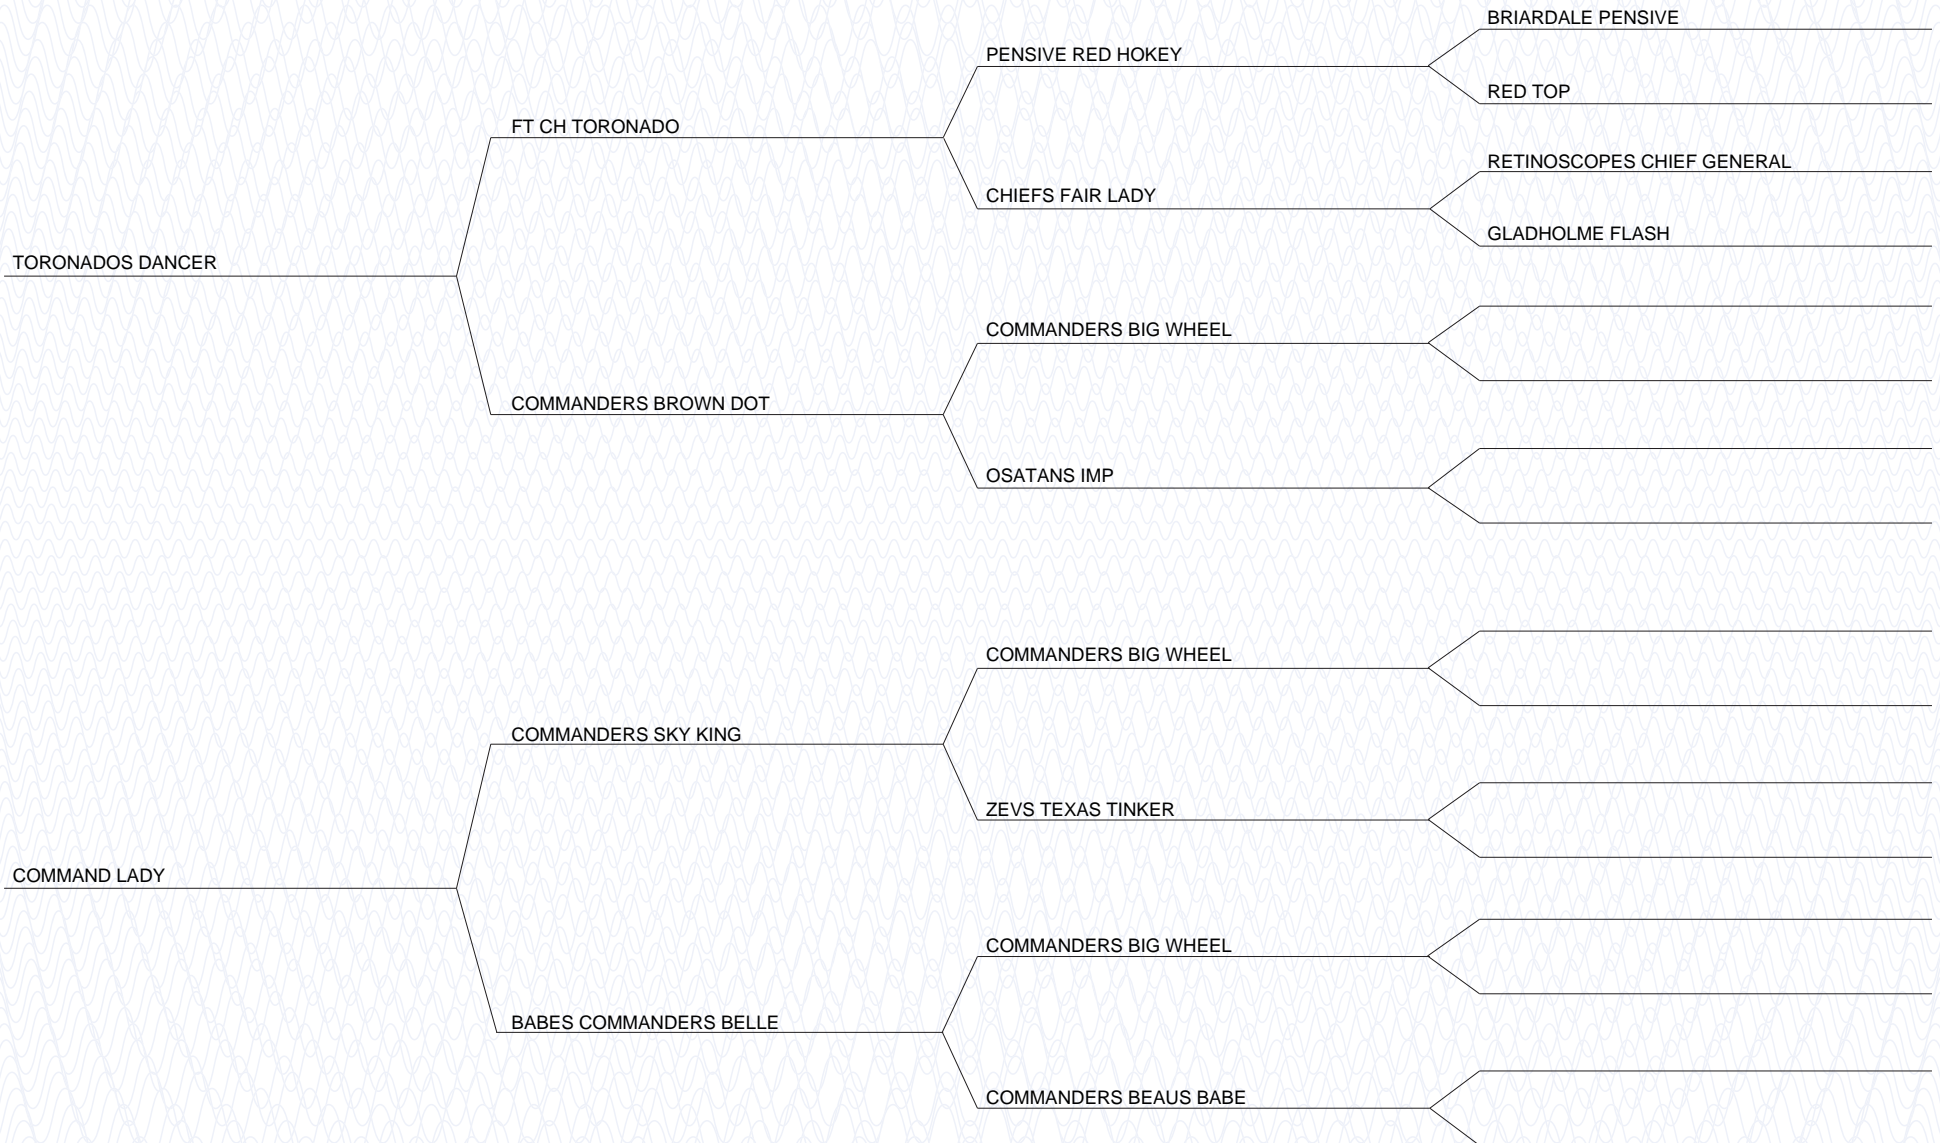 BRIARDALE PENSIVE
PENSIVE RED HOKEY
RED TOP
FT CH TORONADO
RETINOSCOPES CHIEF GENERAL
CHIEFS FAIR LADY
GLADHOLME FLASH
TORONADOS DANCER
COMMANDERS BIG WHEEL
COMMANDERS BROWN DOT
OSATANS IMP
COMMANDERS BIG WHEEL
COMMANDERS SKY KING
ZEVS TEXAS TINKER
COMMAND LADY
COMMANDERS BIG WHEEL
BABES COMMANDERS BELLE
COMMANDERS BEAUS BABE